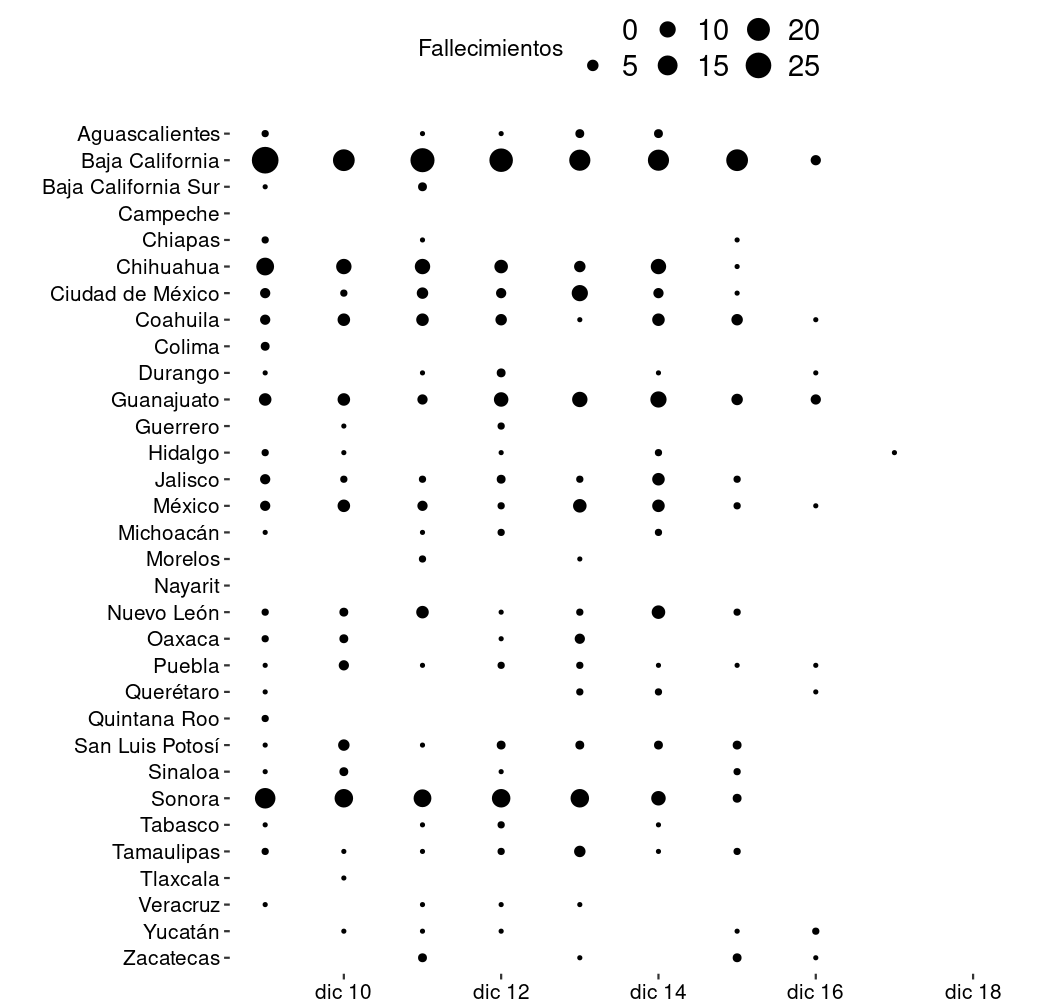 Fallecimientos 0 10 20
5 15 25
Aguascalientes
Baja California
Baja California Sur
Campeche
Chiapas
Chihuahua
Ciudad de México
Coahuila
Colima
Durango
Guanajuato
Guerrero
Hidalgo
Jalisco
México
Michoacán
Morelos
Nayarit
Nuevo León
Oaxaca
Puebla
Querétaro
Quintana Roo
San Luis Potosí
Sinaloa
Sonora
Tabasco
Tamaulipas
Tlaxcala
Veracruz
Yucatán
Zacatecas
dic 10 dic 12 dic 14 dic 16 dic 18